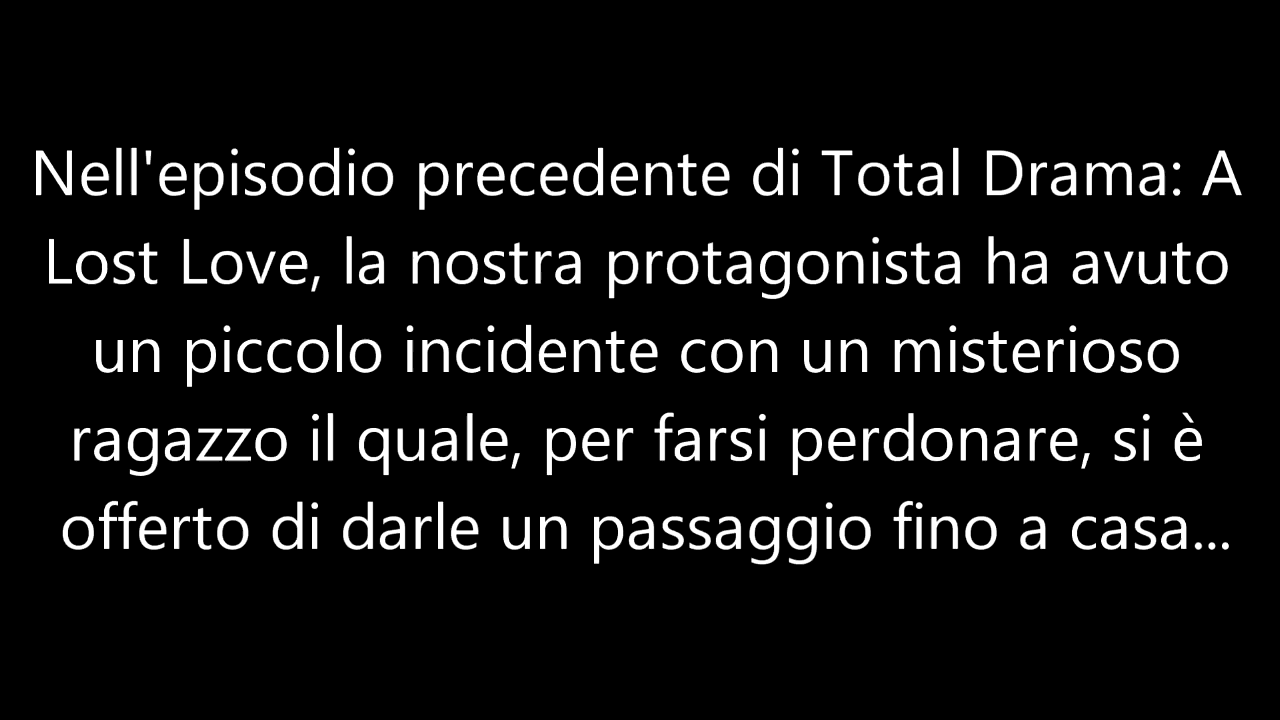 Nell'episodio precedente di Total Drama: A
Lost Love, la nostra protagonista ha avuto
un piccolo incidente con un misterioso
ragazzo il quale, per farsi perdonare, si è
offerto di darle un passaggio fino a casa...